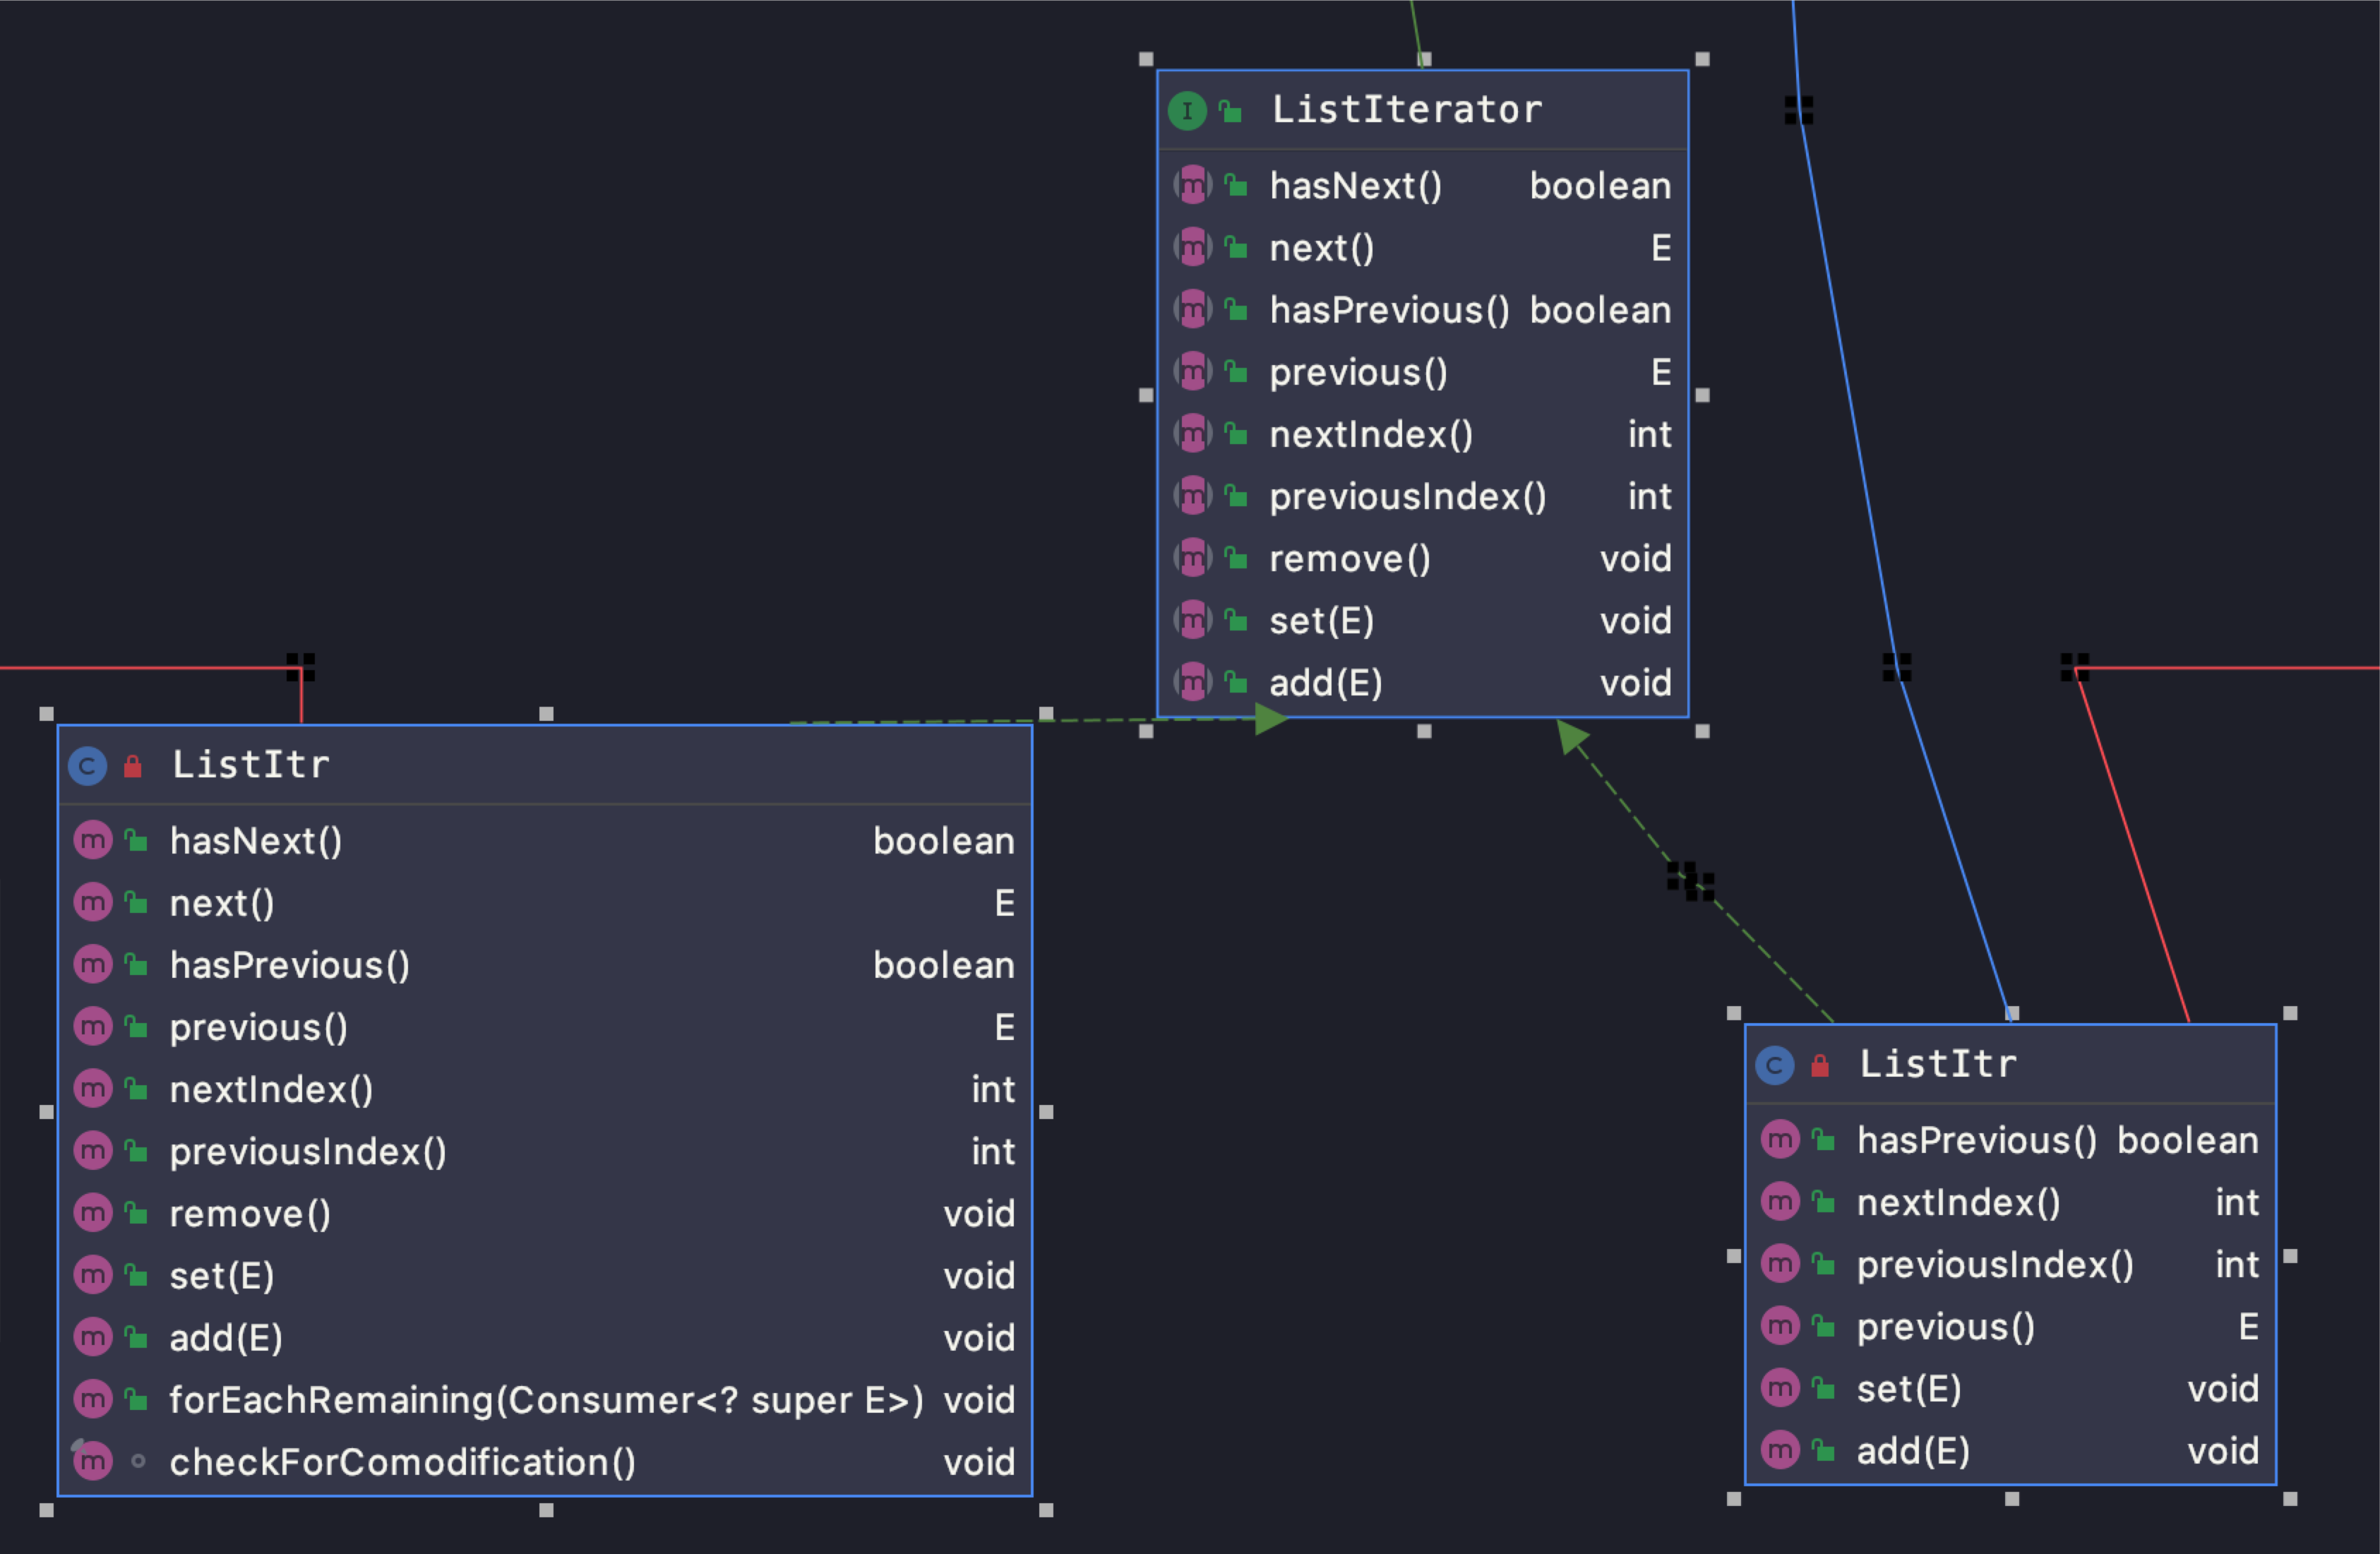 I ListIterator
m hasNext() boolean
m next() E
m hasPrevious() boolean
m previous() E
m nextIndex() int
m previousIndex() int
m remove() void
m set(E) void
m add(E) void
C ListItr
m hasNext() boolean
m next() E
m hasPrevious() boolean
m previous() E
m nextIndex() int
m previousIndex() int
m remove() void
m set(E) void
m add(E) void
m forEachRemaining(Consumer<? super E>) void
m checkForComodification() void
C ListItr
m hasPrevious() boolean
m nextIndex() int
m previousIndex() int
m previous() E
m set(E) void
m add(E) void